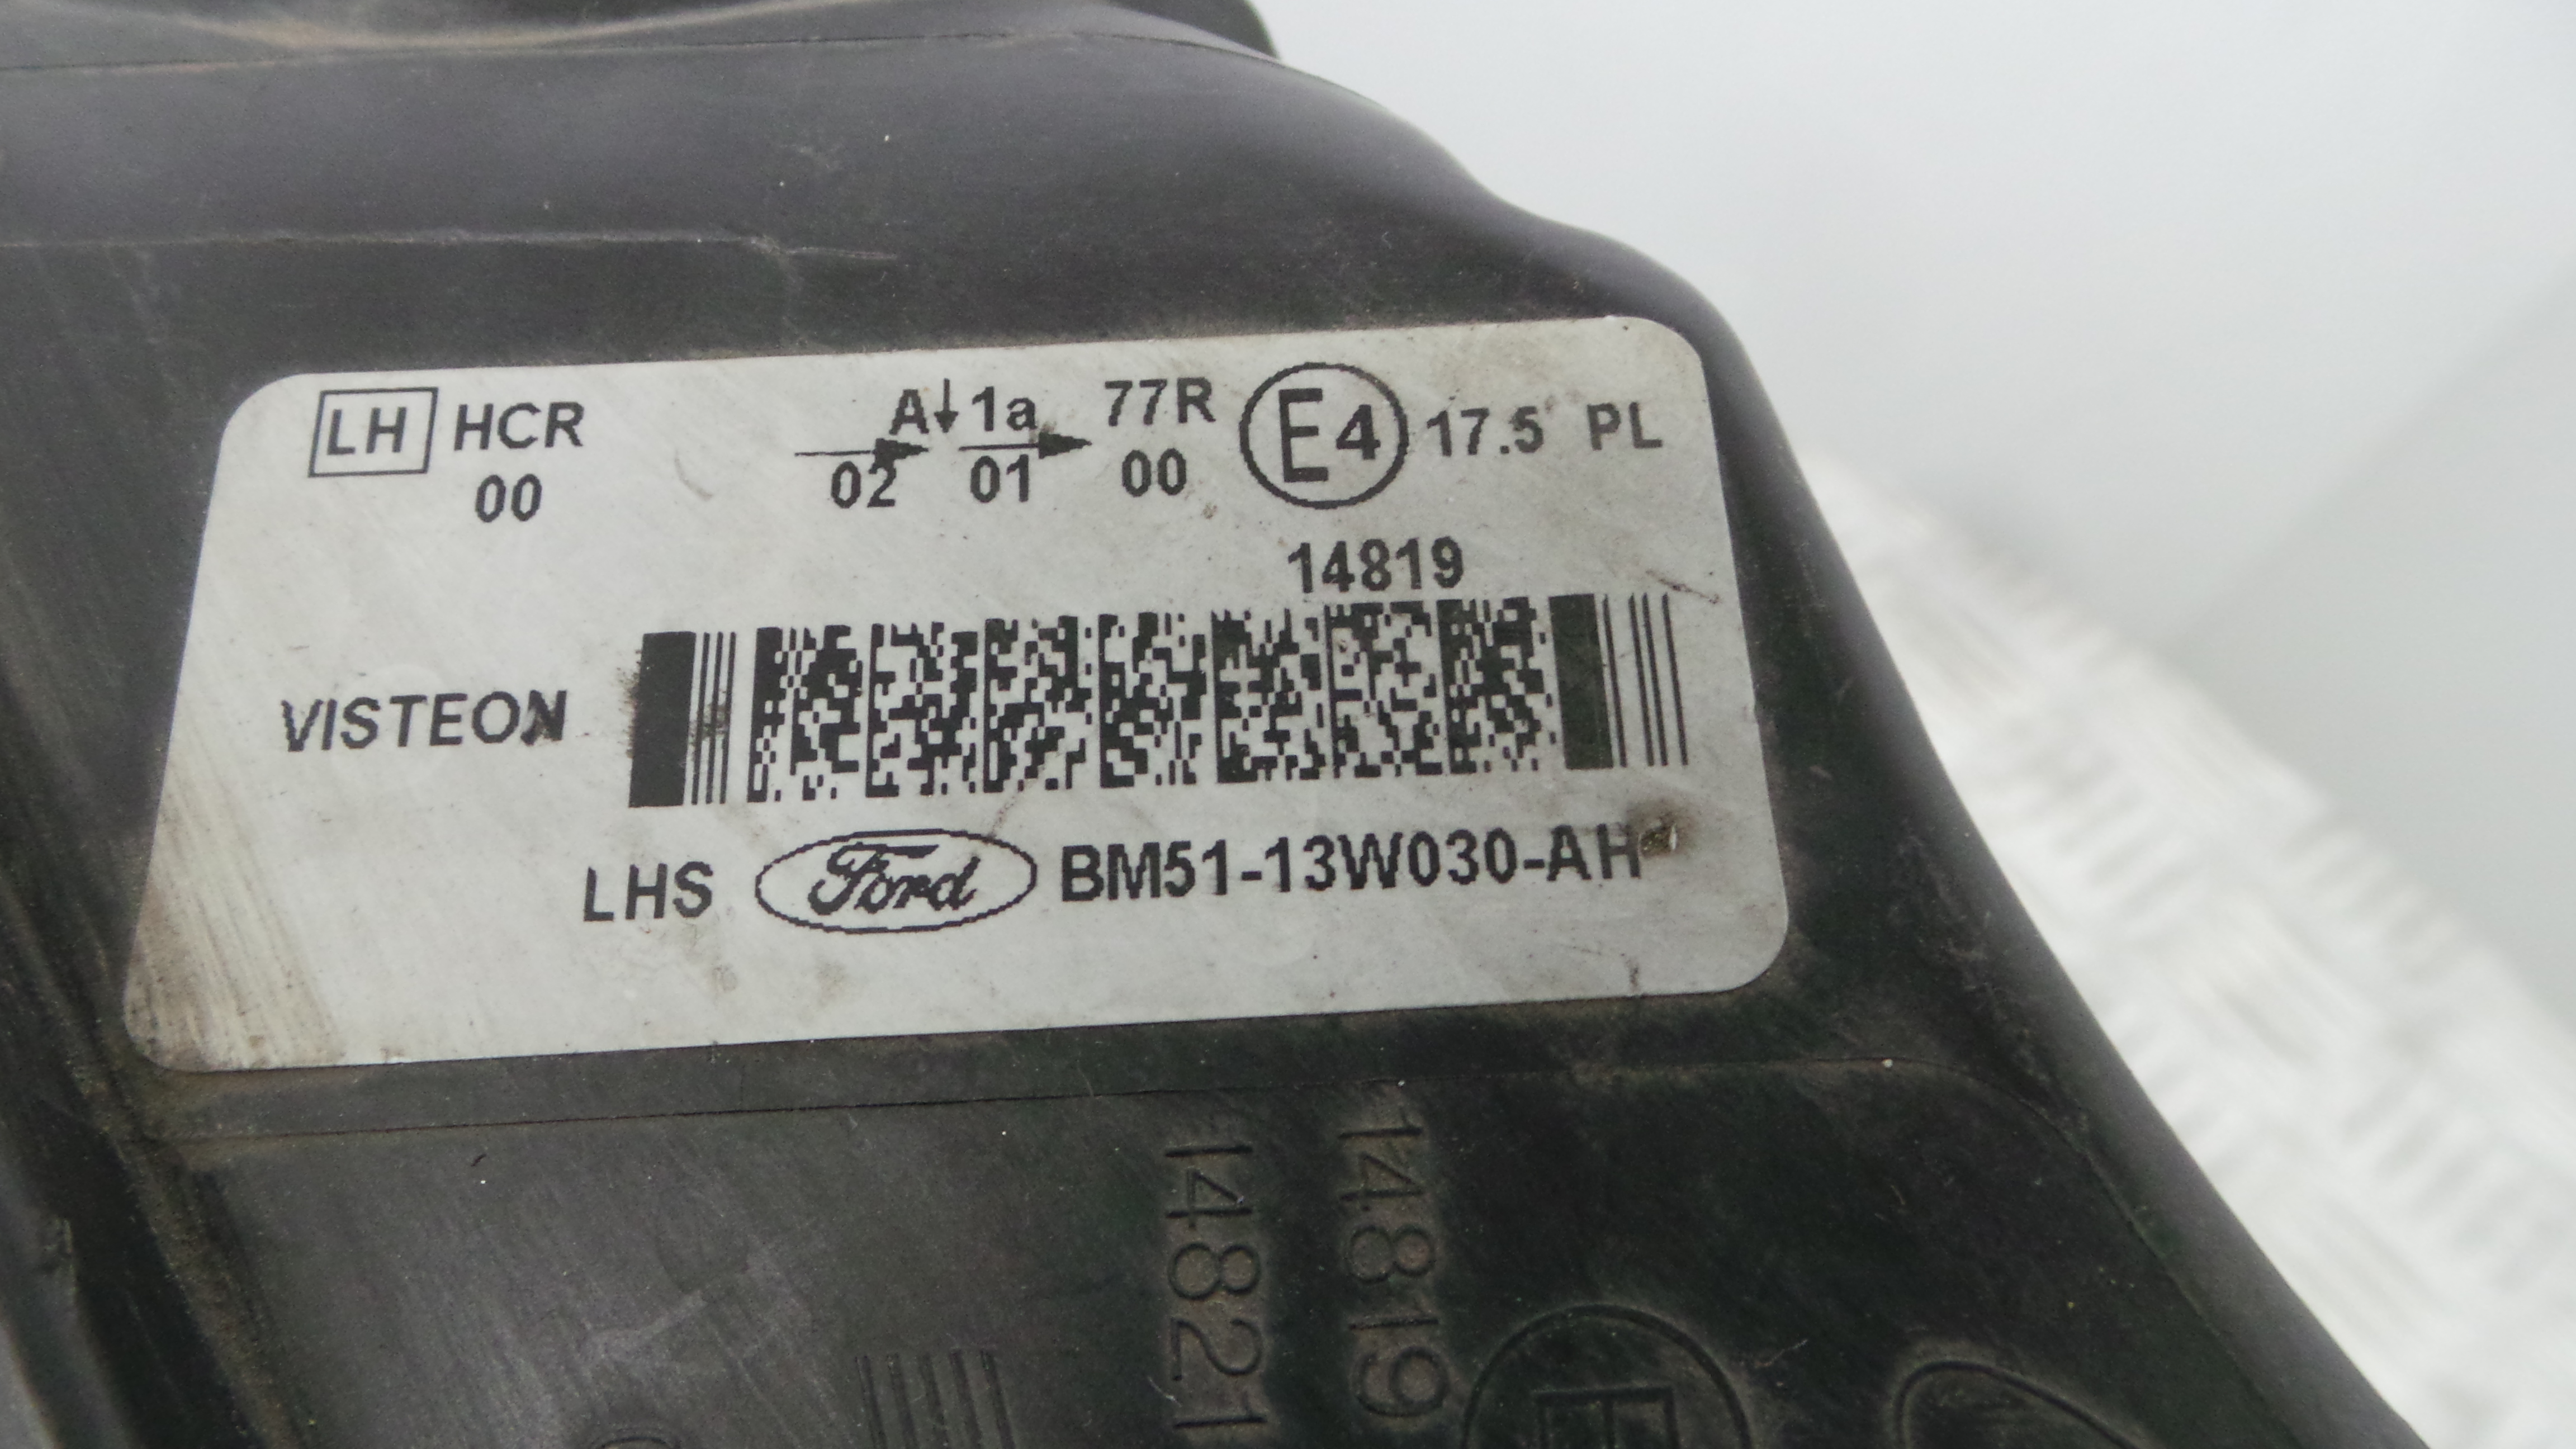 LH HCR A↓ 1a 77R E4 17.5 PL
00 → 02 → 01 00
14819
VISTEON
LHS Ford BM51-13W030-AH
14819
14821
E